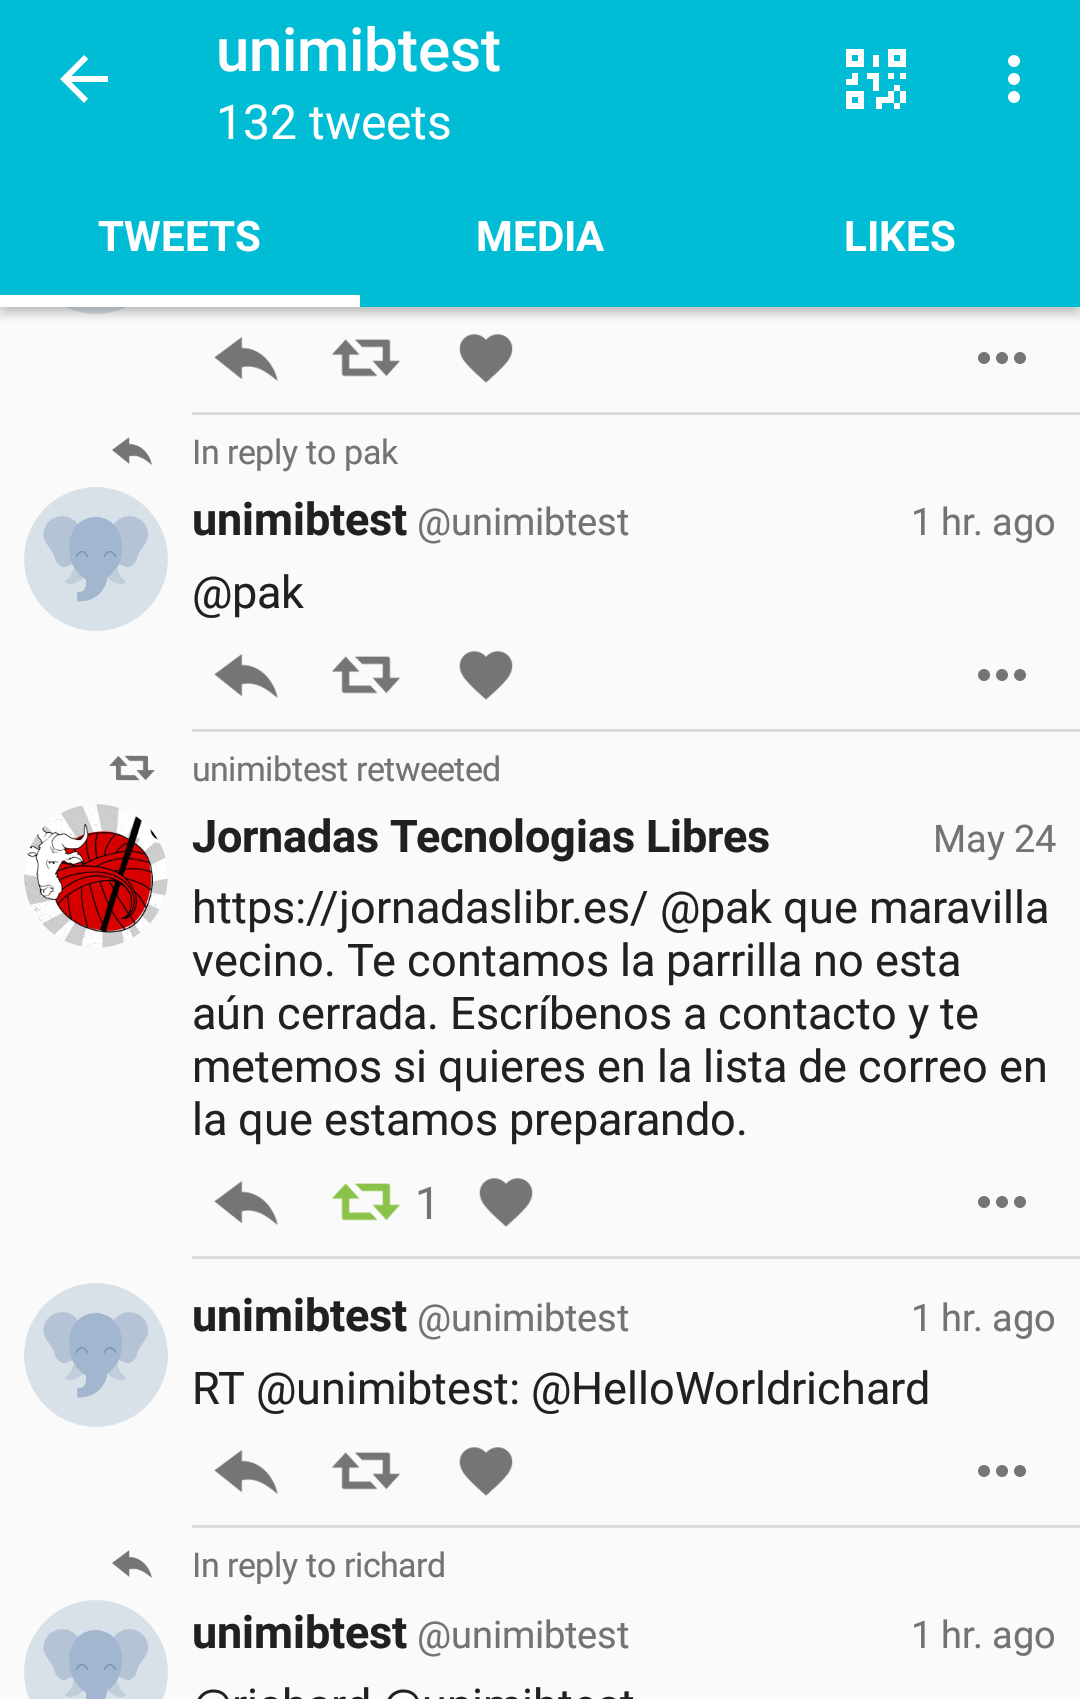 unimibtest
132 tweets
TWEETS MEDIA LIKES
In reply to pak
unimibtest @unimibtest 1 hr. ago
@pak
unimibtest retweeted
Jornadas Tecnologias Libres May 24
https://jornadaslibr.es/ @pak que maravilla
vecino. Te contamos la parrilla no esta
aún cerrada. Escríbenos a contacto y te
metemos si quieres en la lista de correo en
la que estamos preparando.
1
unimibtest @unimibtest 1 hr. ago
RT @unimibtest: @HelloWorldrichard
In reply to richard
unimibtest @unimibtest 1 hr. ago
@richard @unimibtest